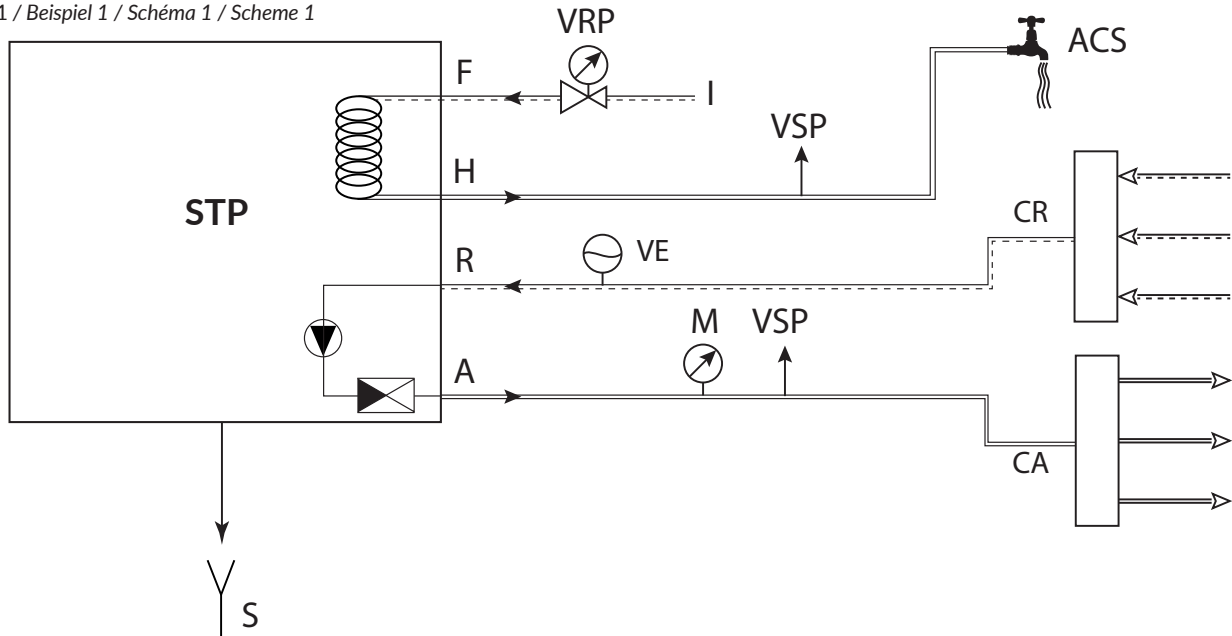 1 / Beispiel 1 / Schéma 1 / Scheme 1
VRP
ACS
F
I
VSP
H
STP
CR
R
VE
M
VSP
A
CA
S